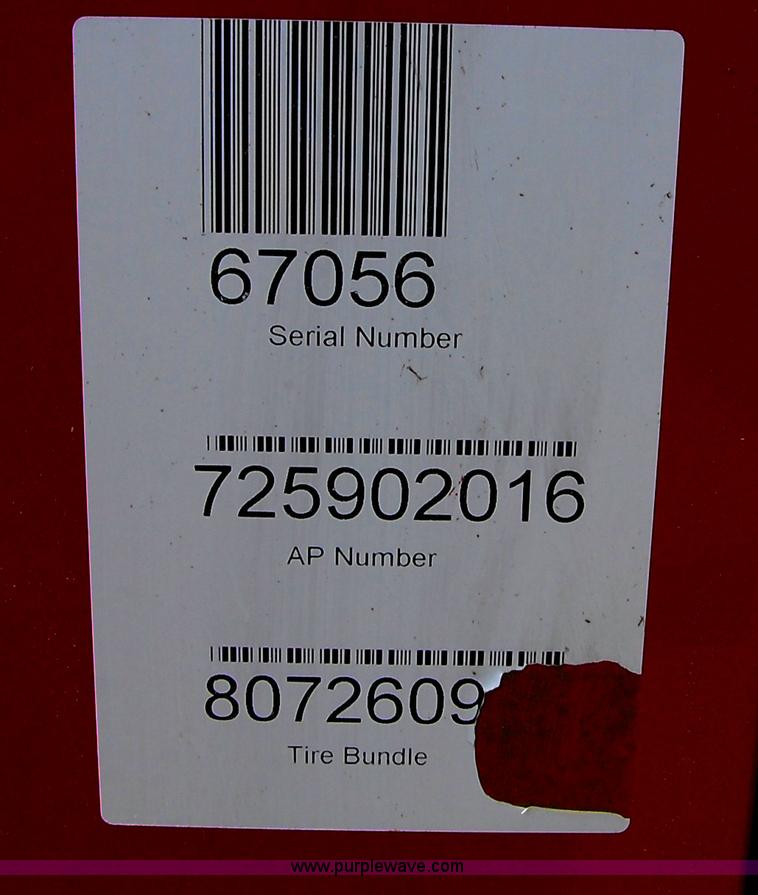 67056
Serial Number
725902016
AP Number
8072609
Tire Bundle
www.purplewave.com